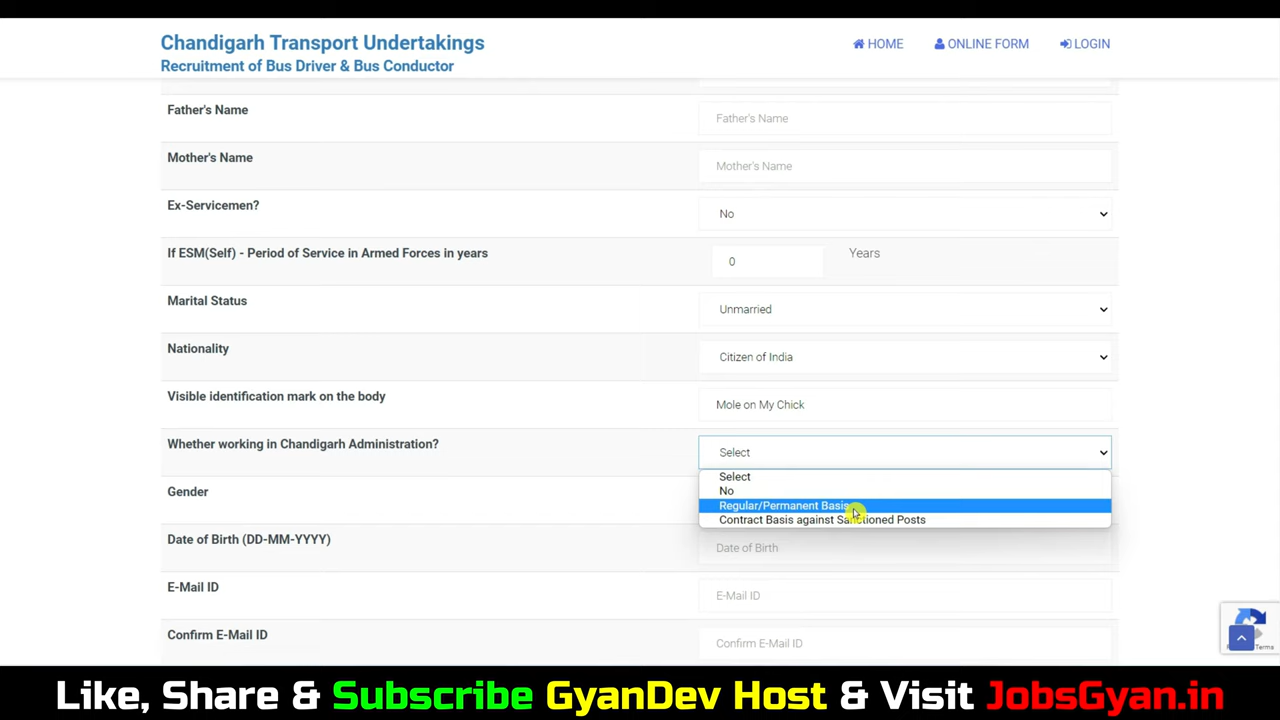 Chandigarh Transport Undertakings
Recruitment of Bus Driver & Bus Conductor
HOME
ONLINE FORM
LOGIN
Father's Name
Father's Name
Mother's Name
Mother's Name
Ex-Servicemen?
No
If ESM(Self) - Period of Service in Armed Forces in years
0
Years
Marital Status
Unmarried
Nationality
Citizen of India
Visible identification mark on the body
Mole on My Chick
Whether working in Chandigarh Administration?
Select
Select
No
Regular/Permanent Basis
Contract Basis against Sanctioned Posts
Gender
Date of Birth (DD-MM-YYYY)
Date of Birth
E-Mail ID
E-Mail ID
Confirm E-Mail ID
Confirm E-Mail ID
Terms
Like, Share & Subscribe GyanDev Host & Visit JobsGyan.in